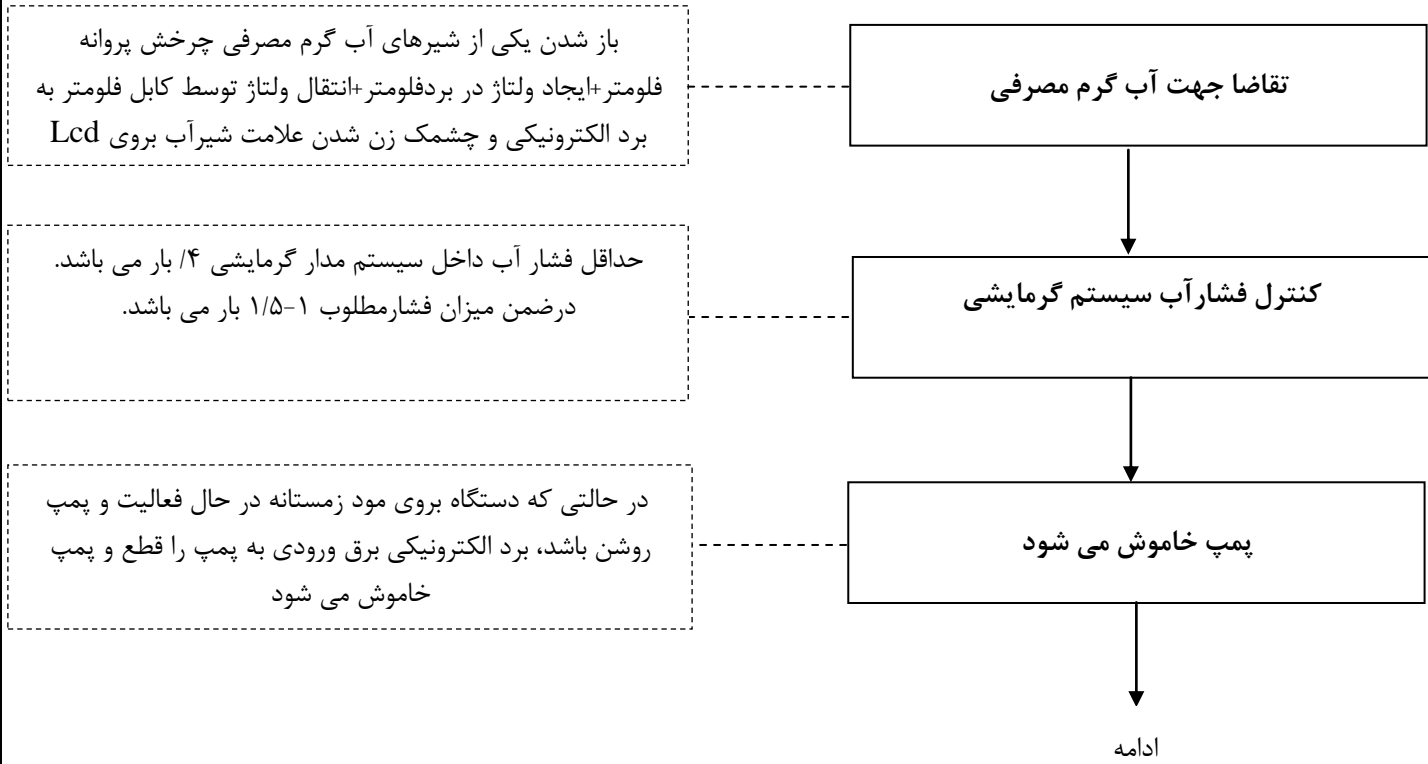 تقاضا جهت آب گرم مصرفی
باز شدن یکی از شیرهای آب گرم مصرفی چرخش پروانه
فلومتر+ایجاد ولتاژ در بردفلومتر+انتقال ولتاژ توسط کابل فلومتر به
برد الکترونیکی و چشمک زن شدن علامت شیرآب بروی Lcd
کنترل فشارآب سیستم گرمایشی
حداقل فشار آب داخل سیستم مدار گرمایشی ۴/ بار می باشد.
درضمن میزان فشارمطلوب ۱-۱/۵ بار می باشد.
پمپ خاموش می شود
در حالتی که دستگاه بروی مود زمستانه در حال فعالیت و پمپ
روشن باشد، برد الکترونیکی برق ورودی به پمپ را قطع و پمپ
خاموش می شود
ادامه